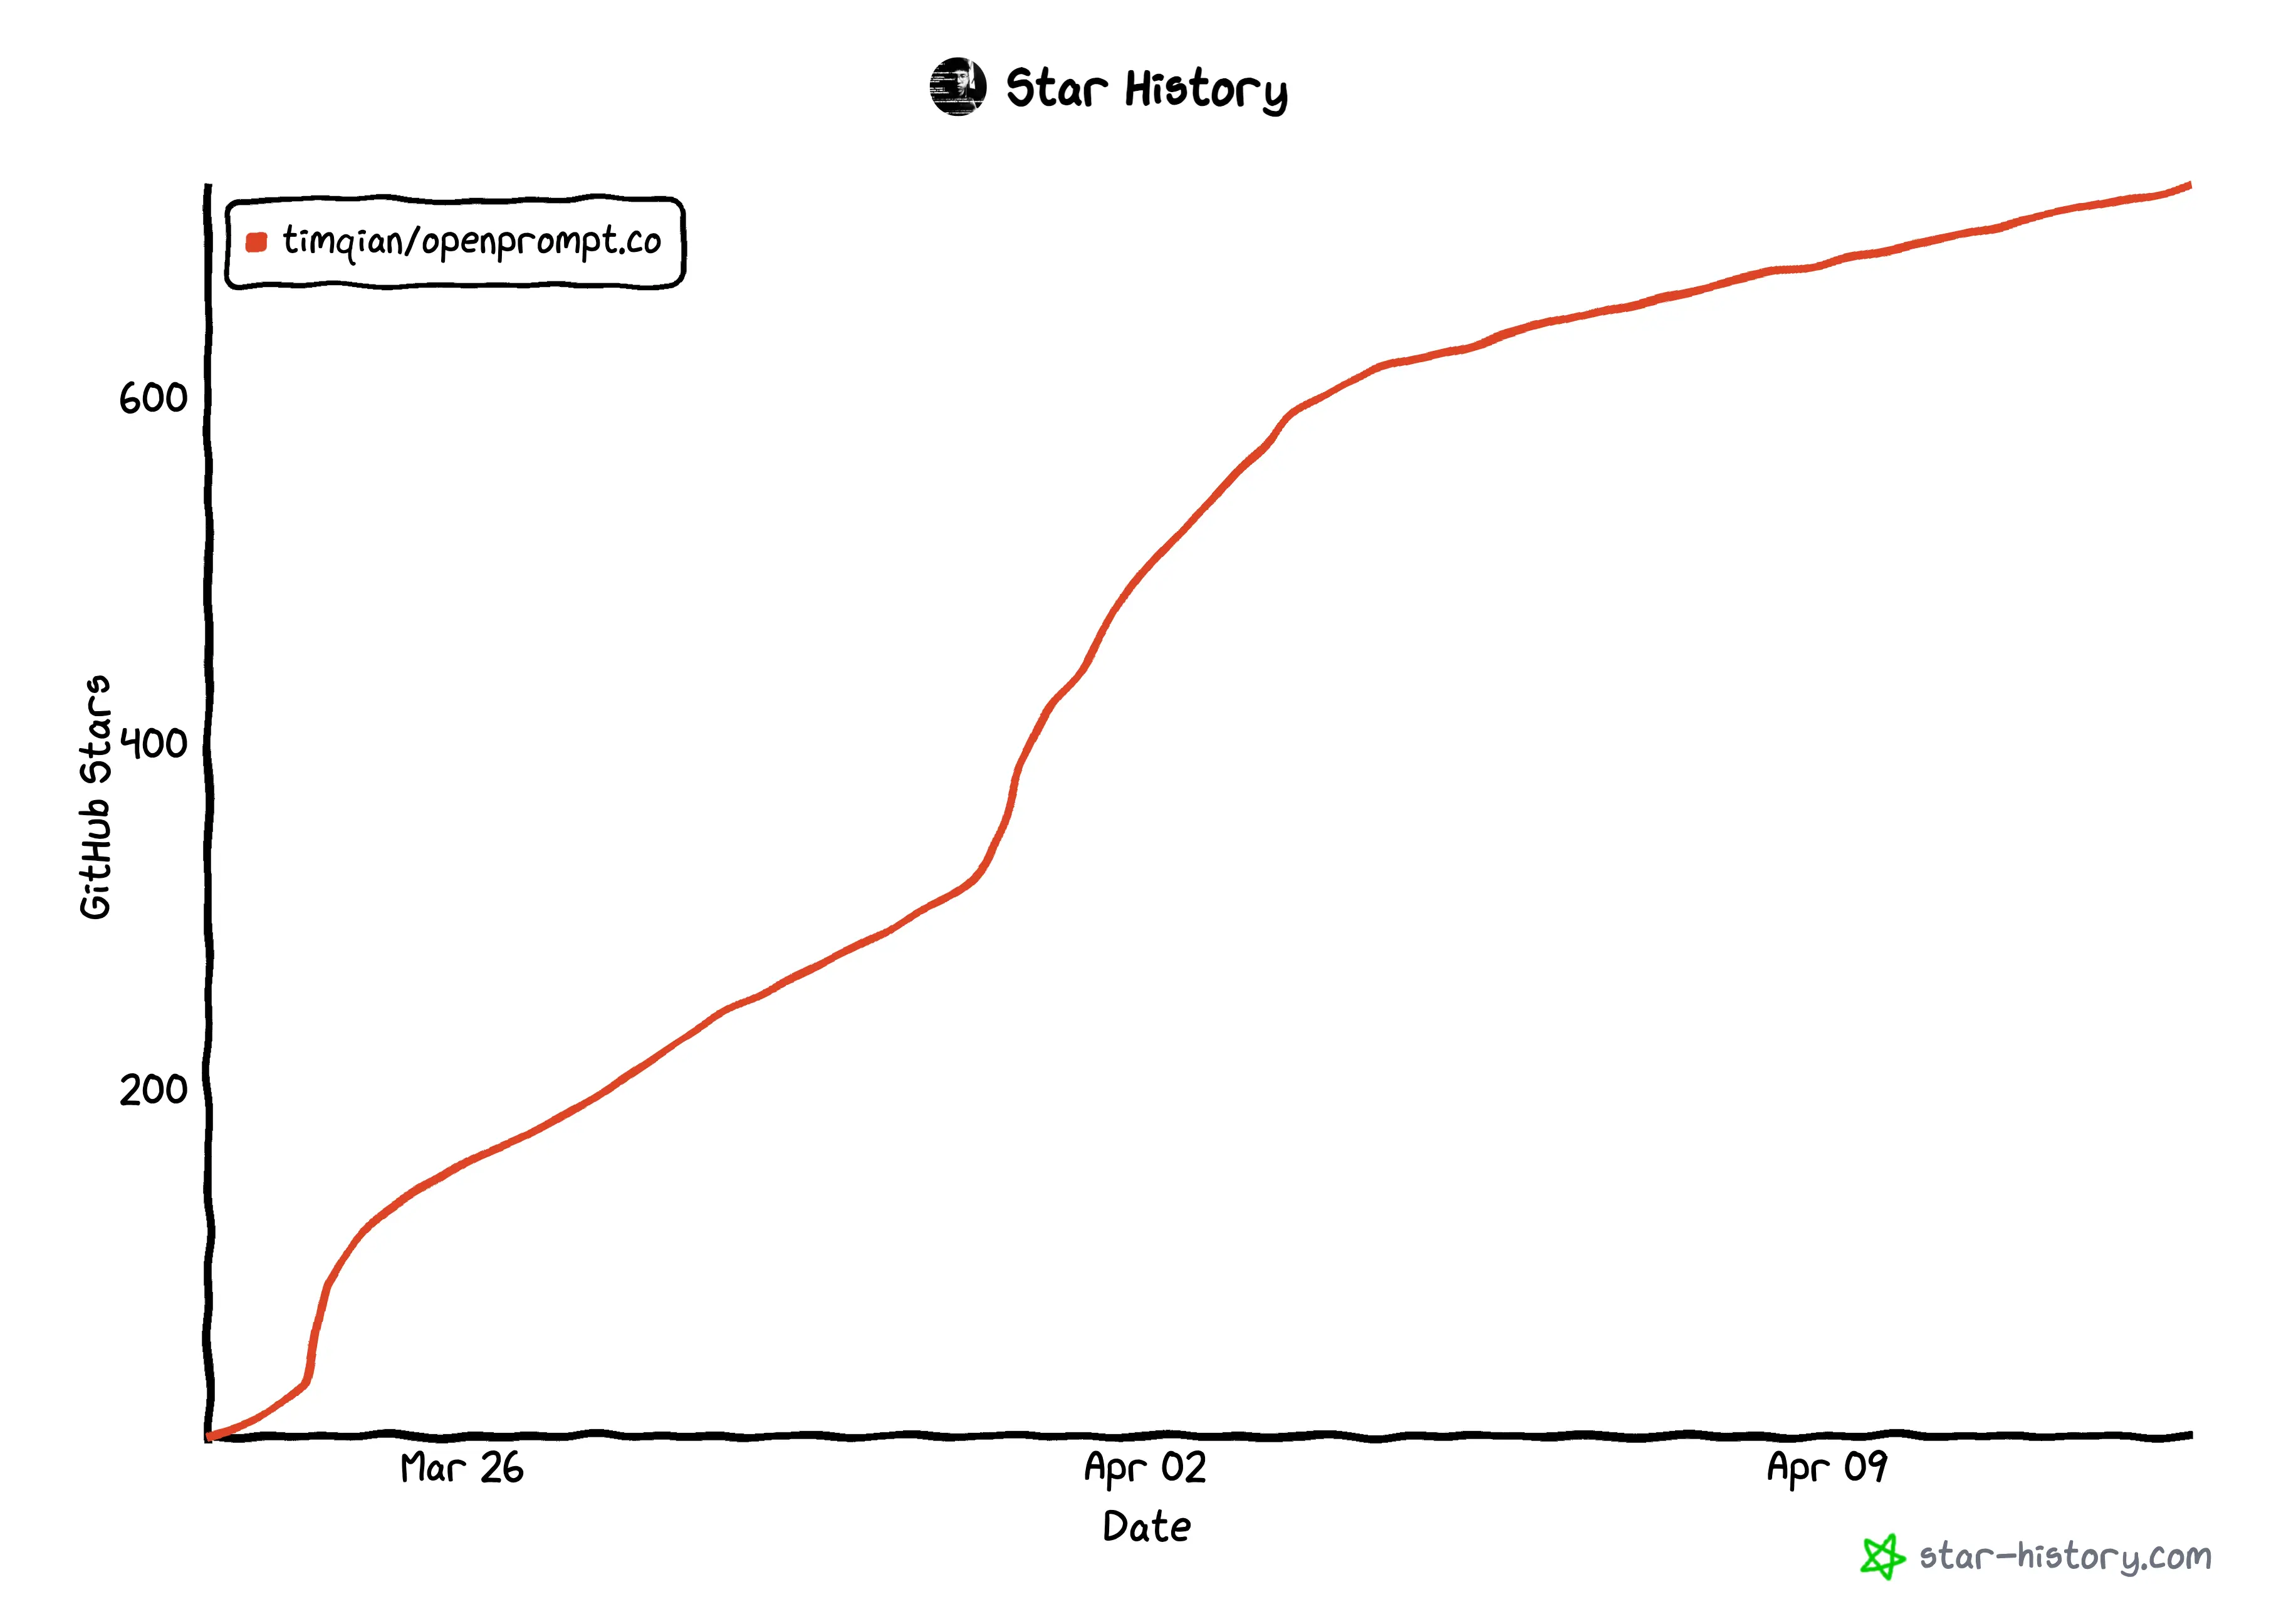 Star History
timqian/openprompt.co
600
400
200
GitHub Stars
Mar 26
Apr 02
Apr 09
Date
star-history.com